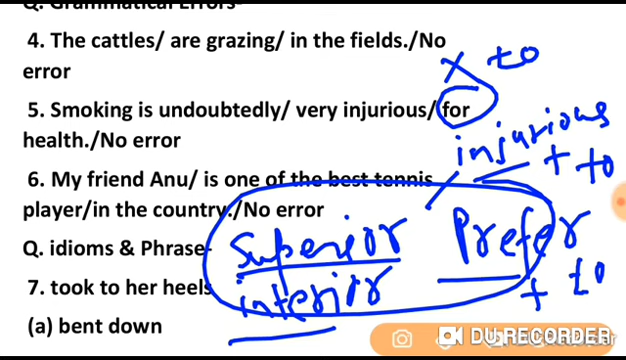 Q. Grammatical Errors-
4. The cattles/ are grazing/ in the fields./No
error
× to
5. Smoking is undoubtedly/ very injurious/ for
health./No error
injurious
+ to
6. My friend Anu/ is one of the best tennis
player/in the country./No error
Q. idioms & Phrase-
Superior Prefer
7. took to her heels
interior + to
(a) bent down
DU RECORDER